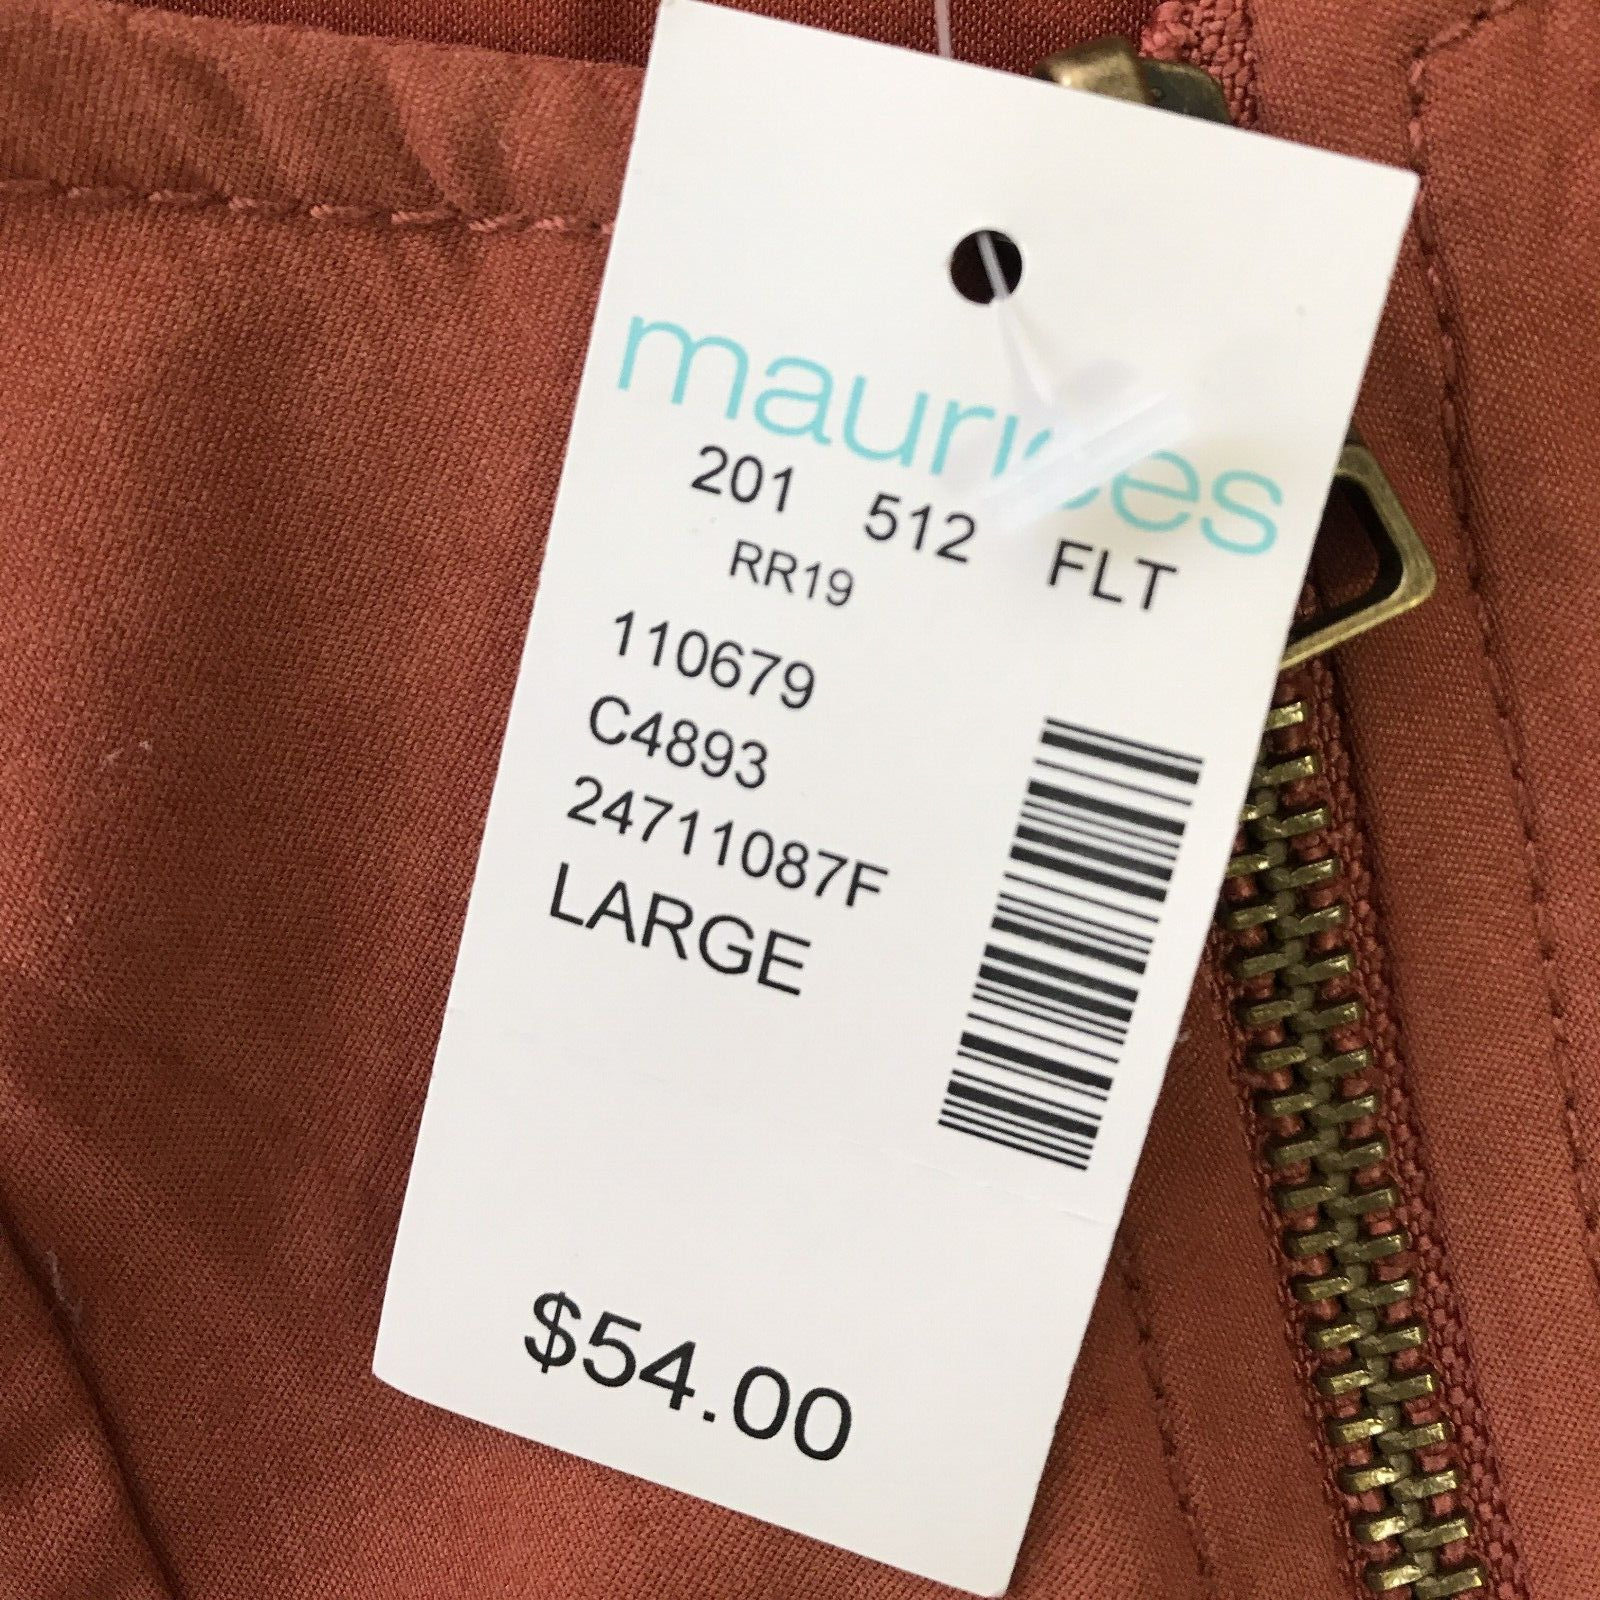 maurices
201 512 FLT
RR19
110679
C4893
24711087F
LARGE
$54.00